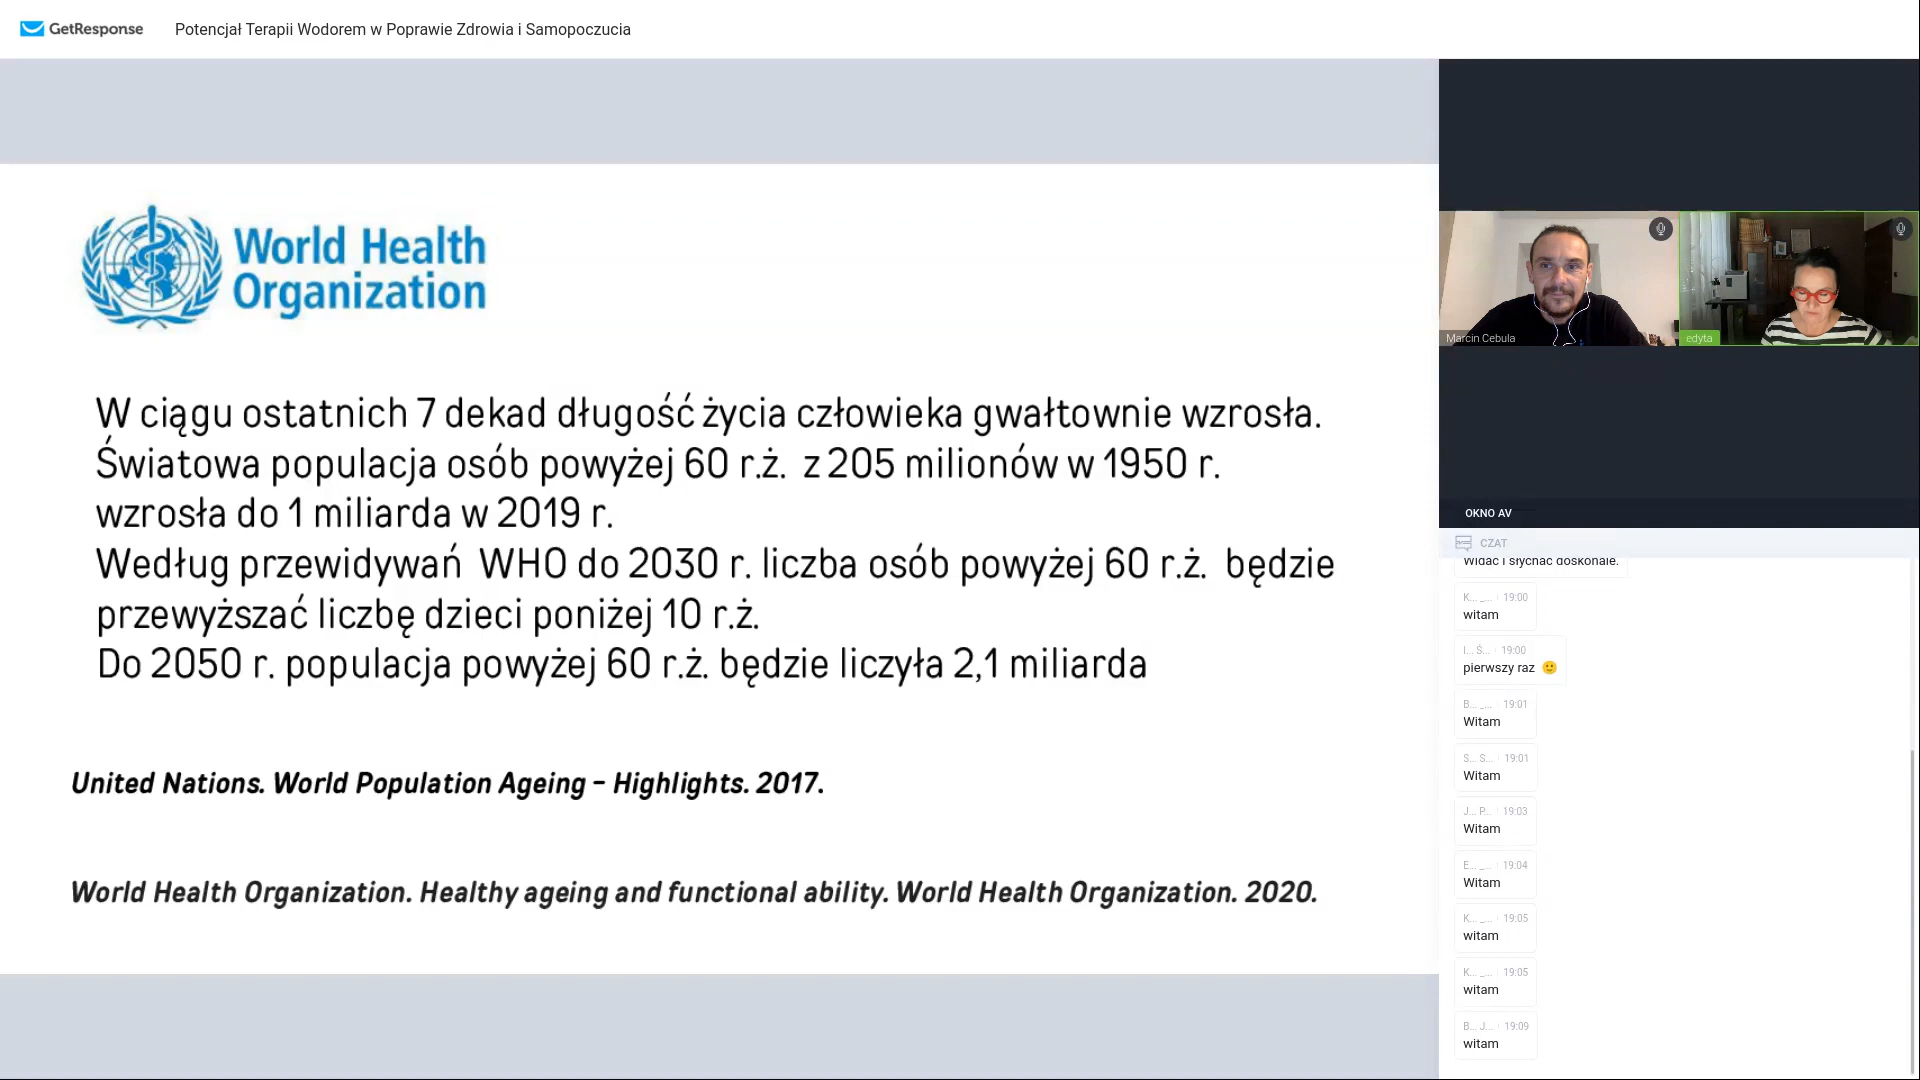 GetResponse
Potencjał Terapii Wodorem w Poprawie Zdrowia i Samopoczucia
World Health
Organization
W ciągu ostatnich 7 dekad długość życia człowieka gwałtownie wzrosła.
Światowa populacja osób powyżej 60 r.ż. z 205 milionów w 1950 r.
wzrosła do 1 miliarda w 2019 r.
Według przewidywań WHO do 2030 r. liczba osób powyżej 60 r.ż. będzie
przewyższać liczbę dzieci poniżej 10 r.ż.
Do 2050 r. populacja powyżej 60 r.ż. będzie liczyła 2,1 miliarda
United Nations. World Population Ageing – Highlights. 2017.
World Health Organization. Healthy ageing and functional ability. World Health Organization. 2020.
Marcin Cebula
edyta
OKNO AV
CZAT
Widać i słychać doskonale.
K... _... 19:00
witam
I... Ś... 19:00
pierwszy raz 🙂
B... _... 19:01
Witam
S... S... 19:01
Witam
J... P... 19:03
Witam
E... _... 19:04
Witam
K... _... 19:05
witam
K... _... 19:05
witam
B... J... 19:09
witam